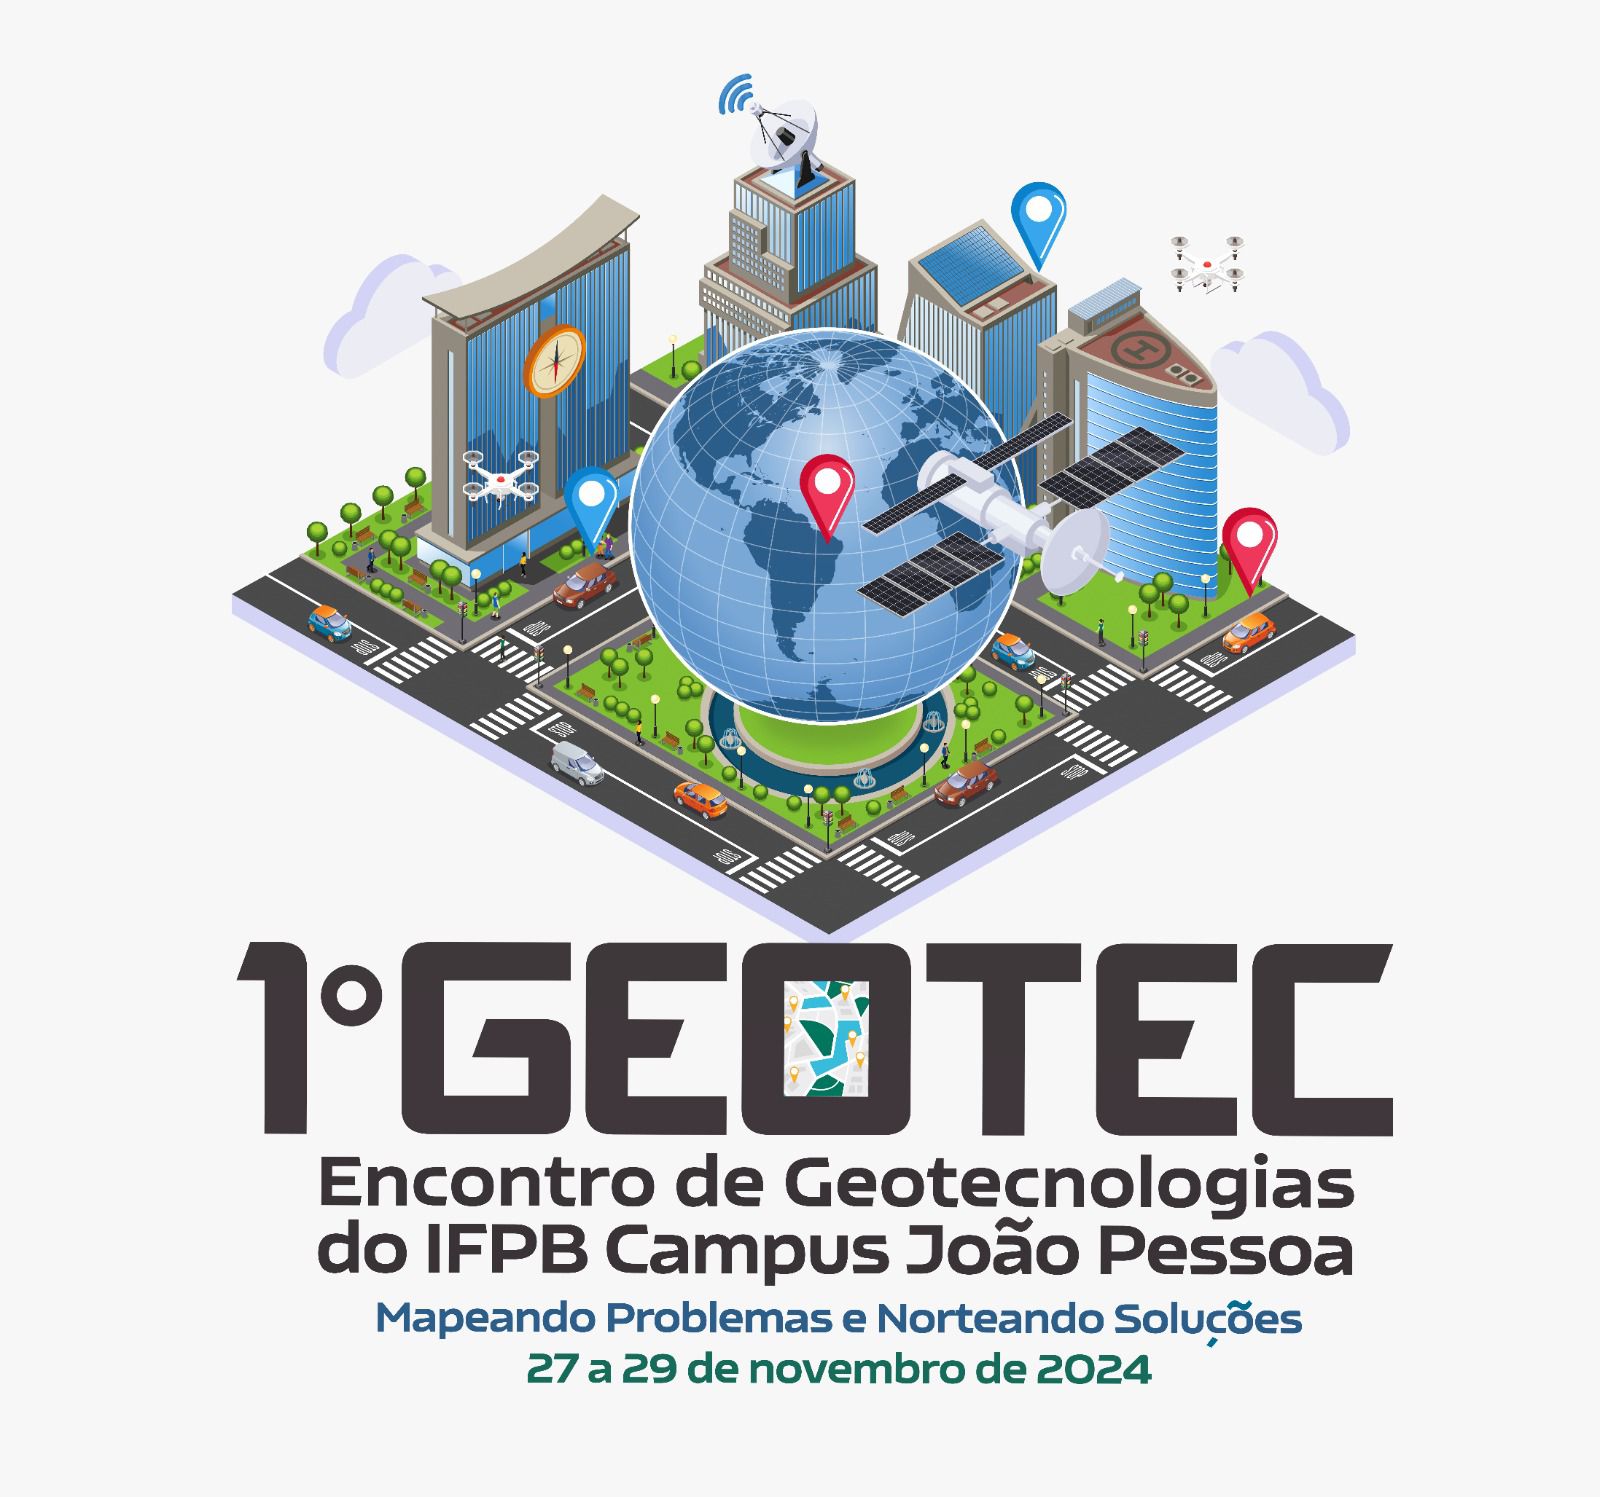 1°GEOTEC
Encontro de Geotecnologias
do IFPB Campus João Pessoa
Mapeando Problemas e Norteando Soluções
27 a 29 de novembro de 2024